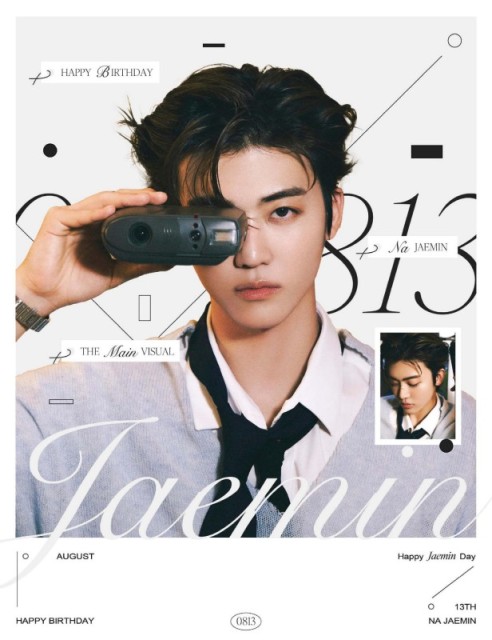 HAPPY BIRTHDAY
0813
Na JAEMIN
THE Main VISUAL
Jaemin
AUGUST
Happy Jaemin Day
13TH
HAPPY BIRTHDAY
0813
NA JAEMIN